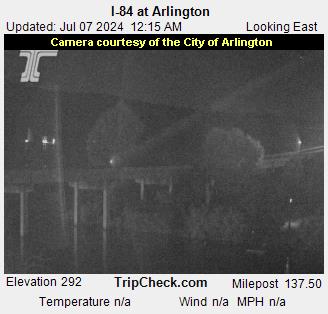 I-84 at Arlington
Updated: Jul 07 2024 12:15 AM Looking East
Camera courtesy of the City of Arlington
Elevation 292 TripCheck.com Milepost 137.50
Temperature n/a Wind n/a MPH n/a